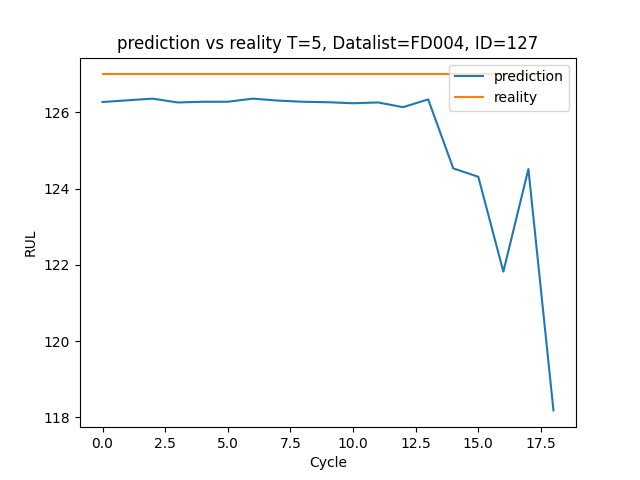 prediction vs reality T=5, Datalist=FD004, ID=127
prediction
reality
126
124
122
120
118
RUL
0.0 2.5 5.0 7.5 10.0 12.5 15.0 17.5
Cycle